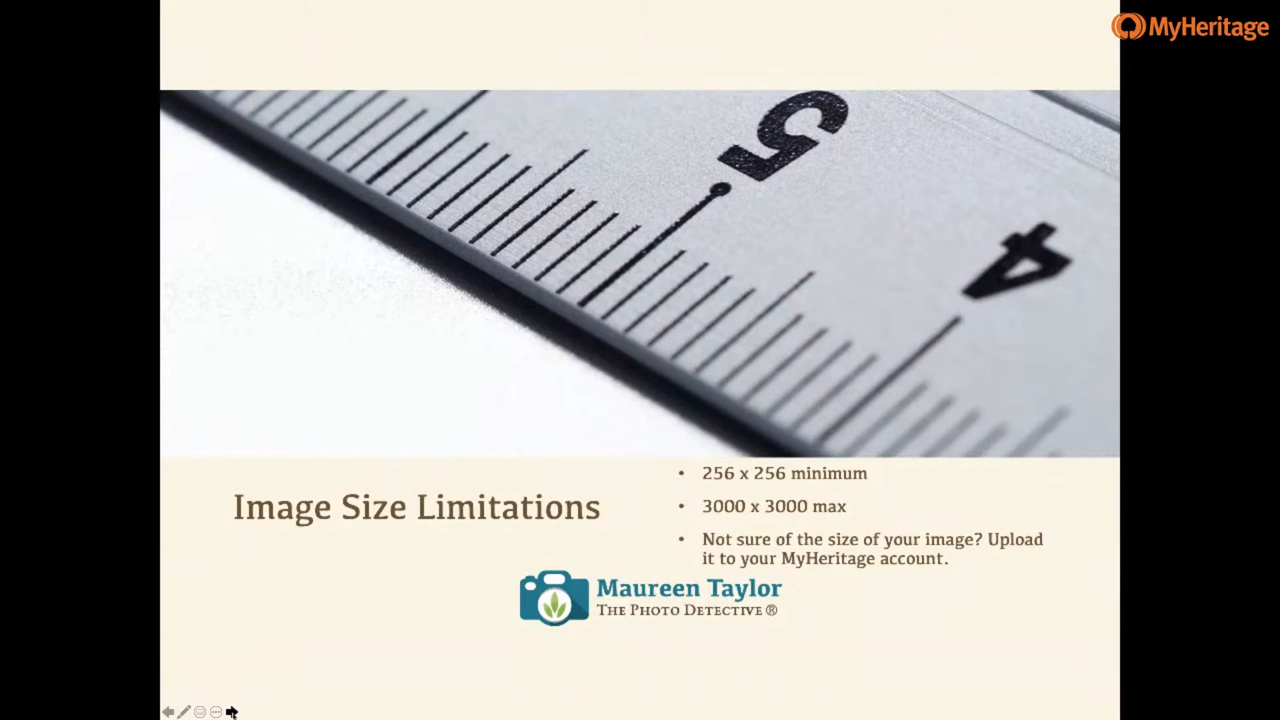 MyHeritage
5
4
Image Size Limitations
• 256 x 256 minimum
• 3000 x 3000 max
• Not sure of the size of your image? Upload
it to your MyHeritage account.
Maureen Taylor
THE PHOTO DETECTIVE ®